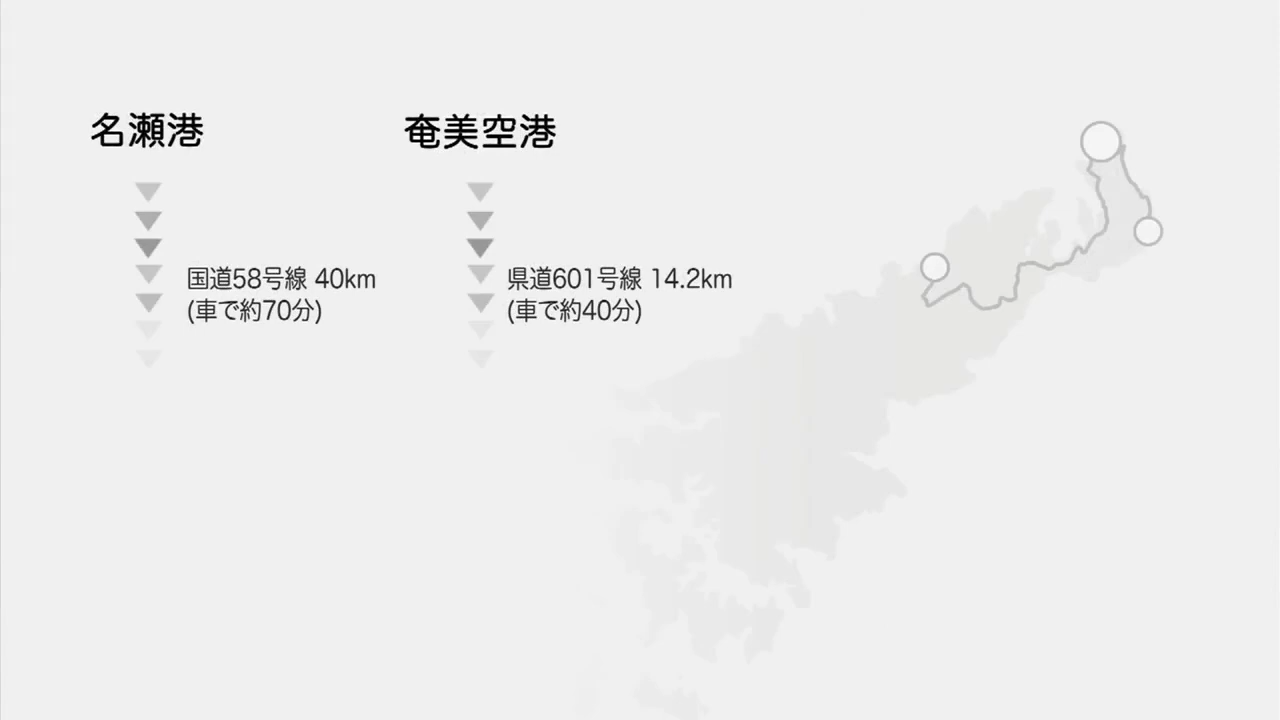 名瀬港
奄美空港
国道58号線 40km
(車で約70分)
県道601号線 14.2km
(車で約40分)